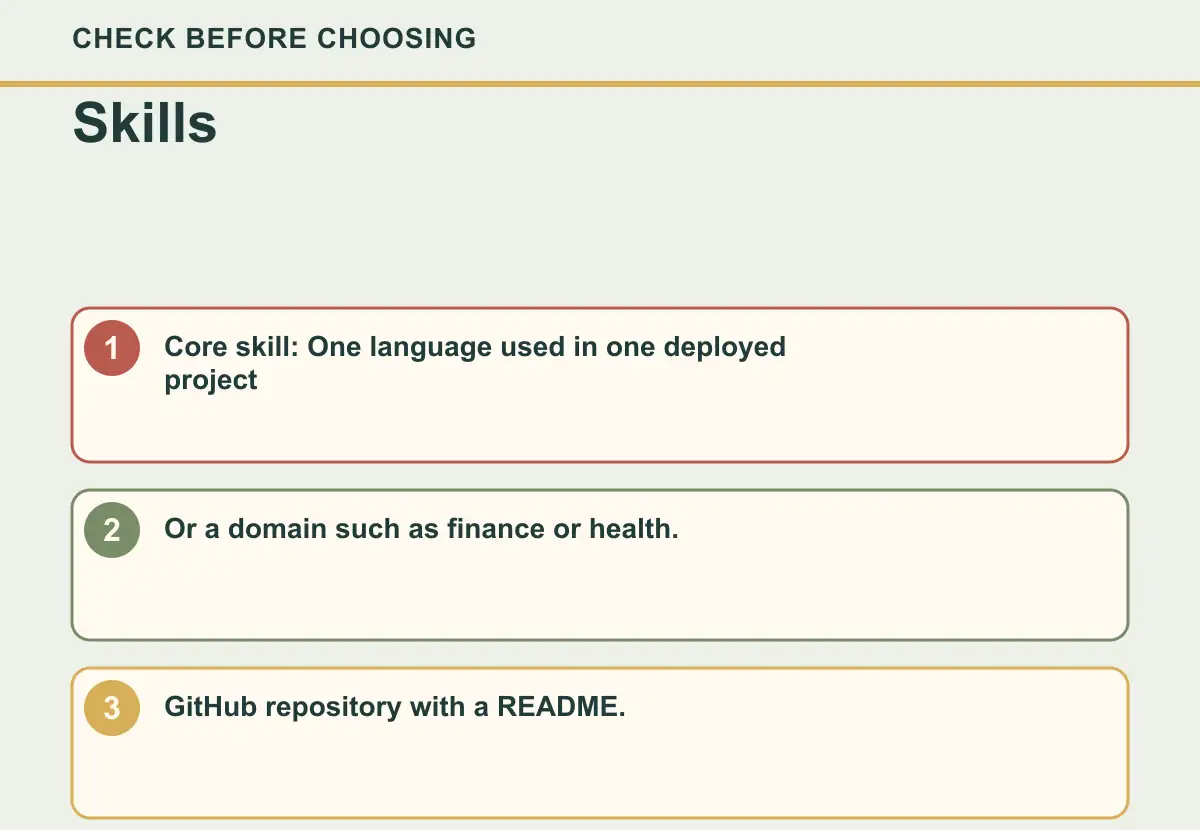 CHECK BEFORE CHOOSING
Skills
1
Core skill: One language used in one deployed
project
2
Or a domain such as finance or health.
3
GitHub repository with a README.